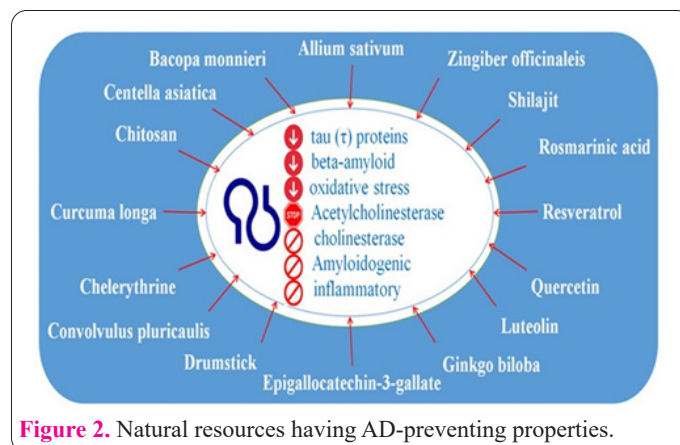 Allium sativum
Bacopa monnieri
Zingiber officinaleis
Centella asiatica
Shilajit
Chitosan
Rosmarinic acid
Curcuma longa
Resveratrol
Chelerythrine
Quercetin
Convolvulus pluricaulis
Luteolin
Drumstick
Ginkgo biloba
Epigallocatechin-3-gallate
tau (τ) proteins
beta-amyloid
oxidative stress
STOP
Acetylcholinesterase
cholinesterase
Amyloidogenic
inflammatory
Figure 2. Natural resources having AD-preventing properties.